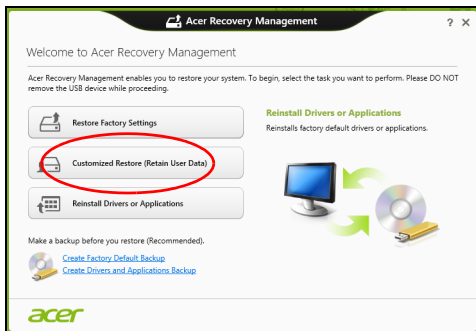 Acer Recovery Management
? X
Welcome to Acer Recovery Management
Acer Recovery Management enables you to restore your system. To begin, select the task you want to perform. Please DO NOT
remove the USB device while proceeding.
Restore Factory Settings
Customized Restore (Retain User Data)
Reinstall Drivers or Applications
Reinstall Drivers or Applications
Reinstalls factory default drivers or applications.
Make a backup before you restore (Recommended).
Create Factory Default Backup
Create Drivers and Applications Backup
acer